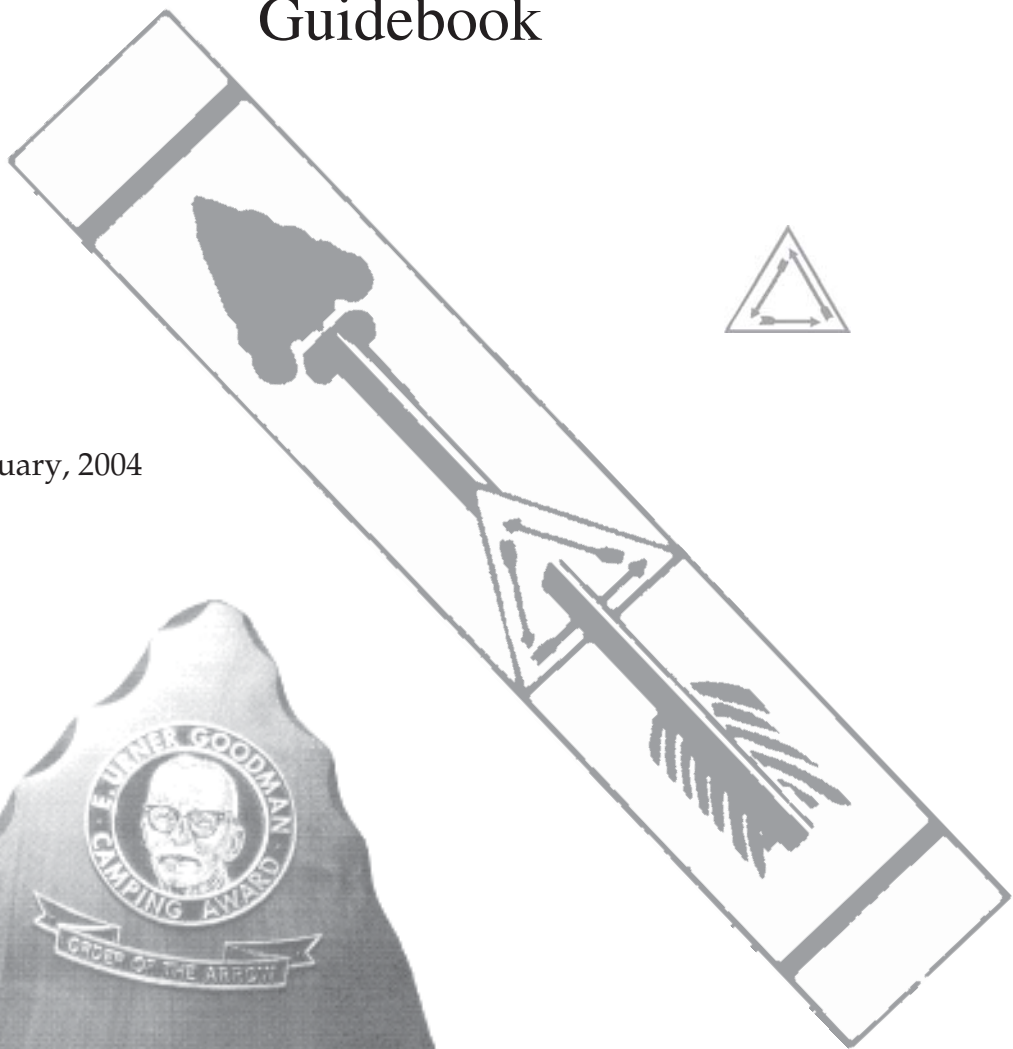 Guidebook
uary, 2004
E. URNER GOODMAN
CAMPING AWARD
ORDER OF THE ARROW